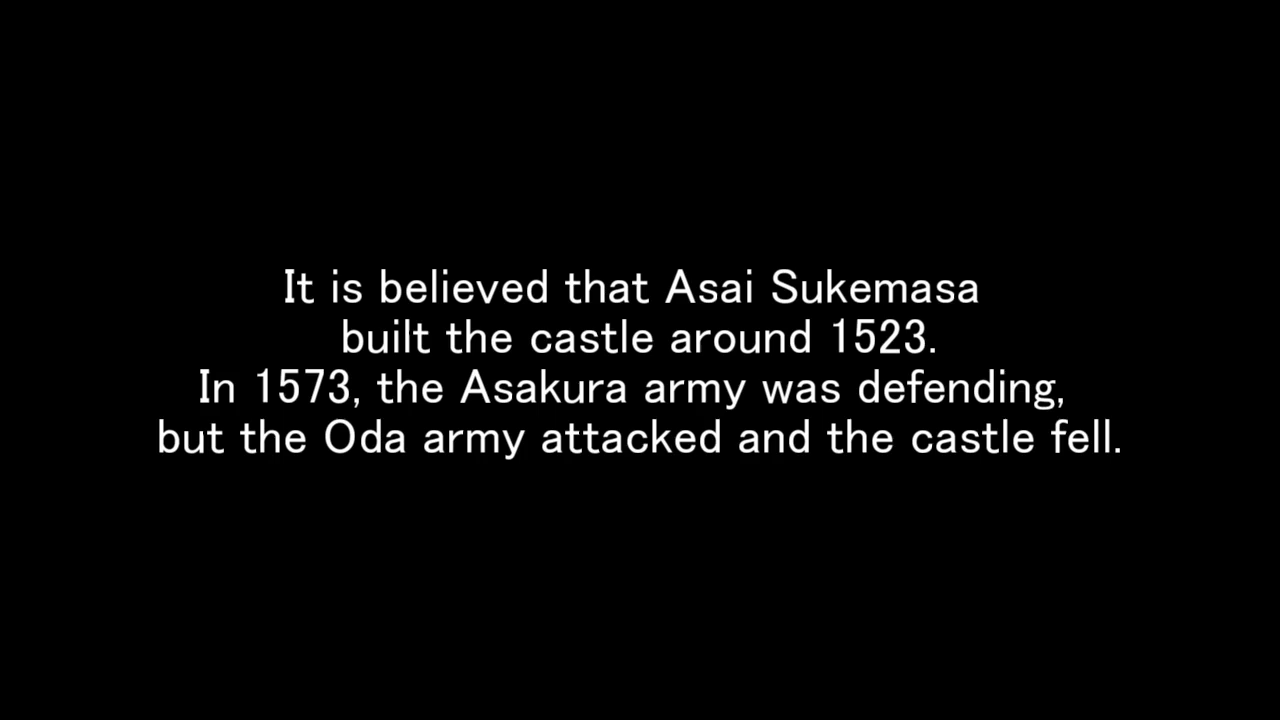 It is believed that Asai Sukemasa
built the castle around 1523.
In 1573, the Asakura army was defending,
but the Oda army attacked and the castle fell.